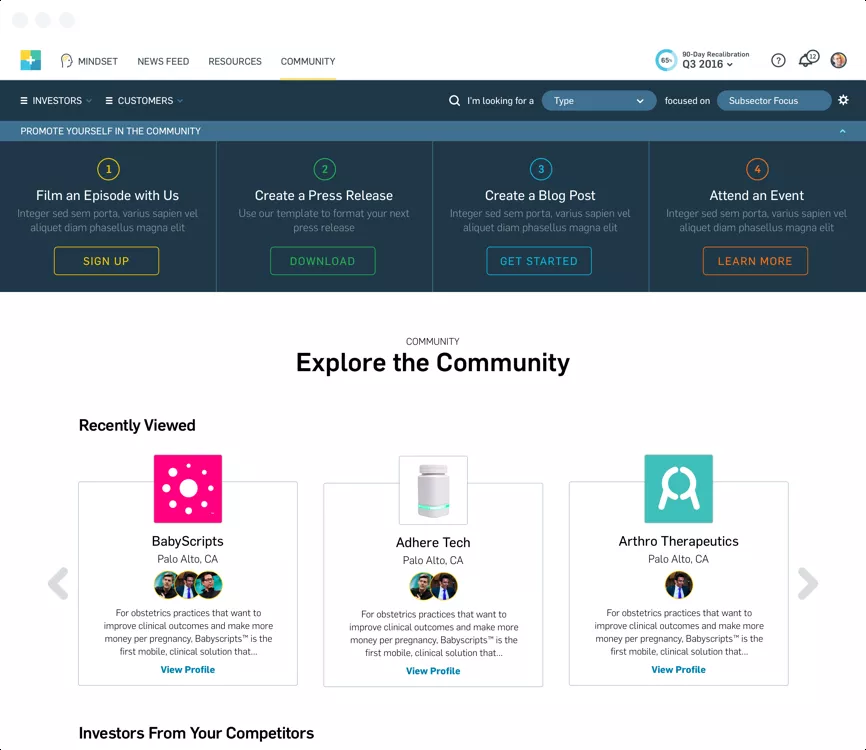 MINDSET NEWS FEED RESOURCES COMMUNITY
65%
90-Day Recalibration
Q3 2016
?
12
INVESTORS CUSTOMERS I'm looking for a Type focused on Subsector Focus
PROMOTE YOURSELF IN THE COMMUNITY
1
Film an Episode with Us
Integer sed sem porta, varius sapien vel
aliquet diam phasellus magna elit
SIGN UP
2
Create a Press Release
Use our template to format your next
press release
DOWNLOAD
3
Create a Blog Post
Integer sed sem porta, varius sapien vel
aliquet diam phasellus magna elit
GET STARTED
4
Attend an Event
Integer sed sem porta, varius sapien vel
aliquet diam phasellus magna elit
LEARN MORE
COMMUNITY
Explore the Community
Recently Viewed
BabyScripts
Palo Alto, CA
For obstetrics practices that want to
improve clinical outcomes and make more
money per pregnancy, Babyscripts™ is the
first mobile, clinical solution that...
View Profile
Adhere Tech
Palo Alto, CA
For obstetrics practices that want to
improve clinical outcomes and make more
money per pregnancy, Babyscripts™ is the
first mobile, clinical solution that...
View Profile
Arthro Therapeutics
Palo Alto, CA
For obstetrics practices that want to
improve clinical outcomes and make more
money per pregnancy, Babyscripts™ is the
first mobile, clinical solution that...
View Profile
Investors From Your Competitors